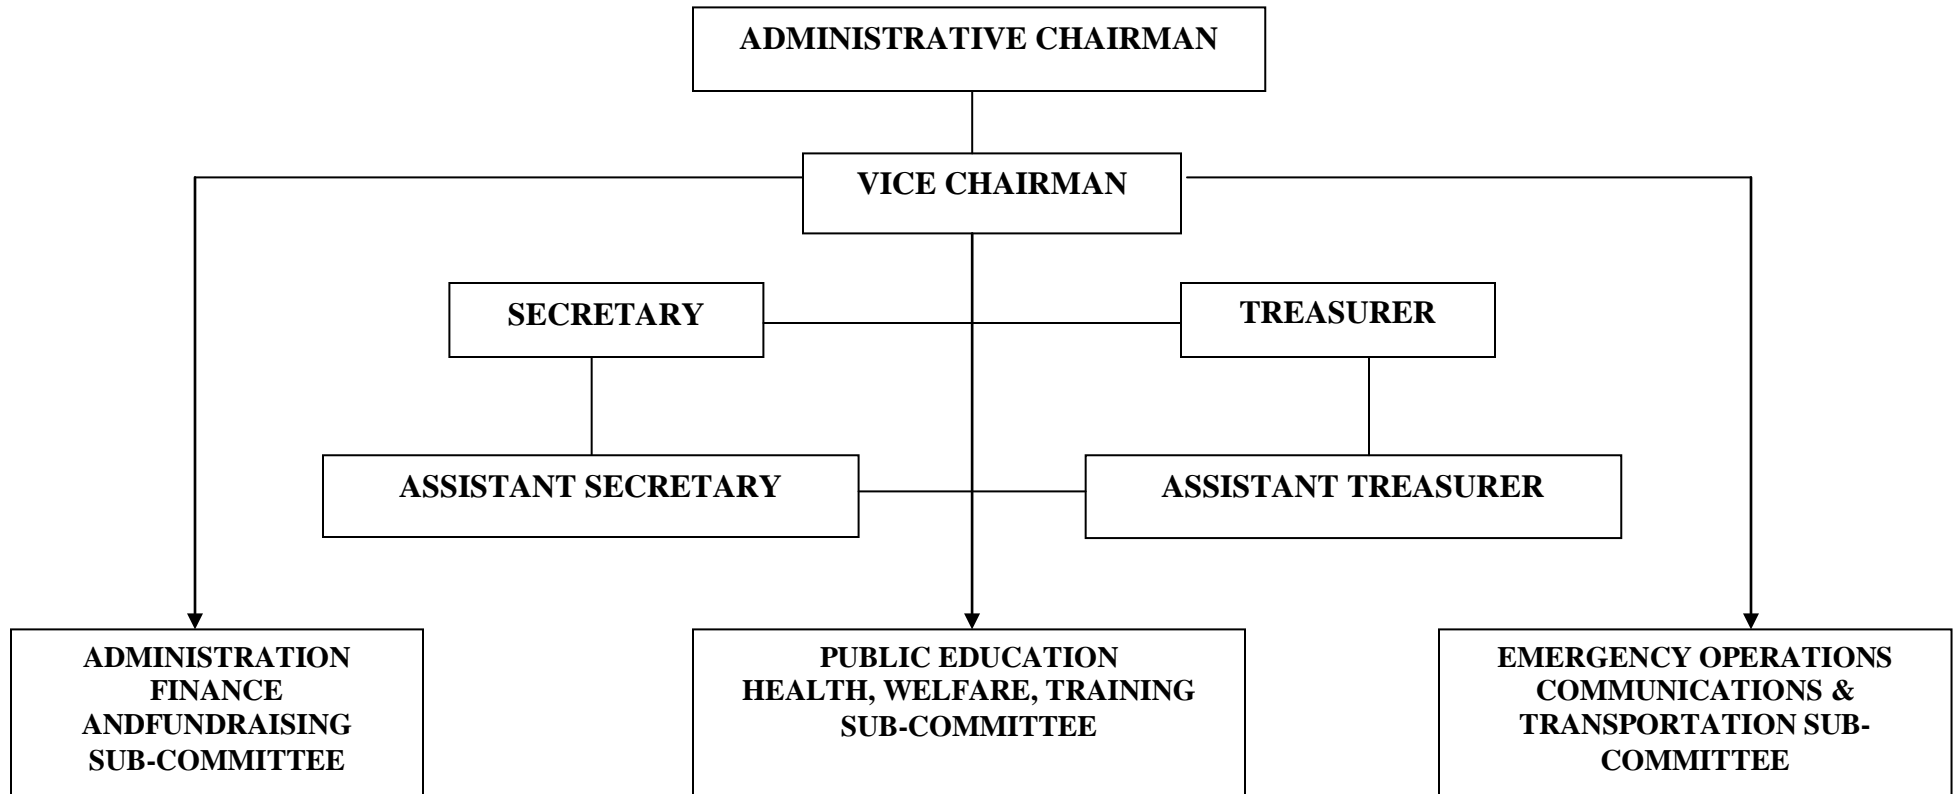 ADMINISTRATIVE CHAIRMAN
VICE CHAIRMAN
SECRETARY
TREASURER
ASSISTANT SECRETARY
ASSISTANT TREASURER
ADMINISTRATION
FINANCE
ANDFUNDRAISING
SUB-COMMITTEE
PUBLIC EDUCATION
HEALTH, WELFARE, TRAINING
SUB-COMMITTEE
EMERGENCY OPERATIONS
COMMUNICATIONS &
TRANSPORTATION SUB-
COMMITTEE